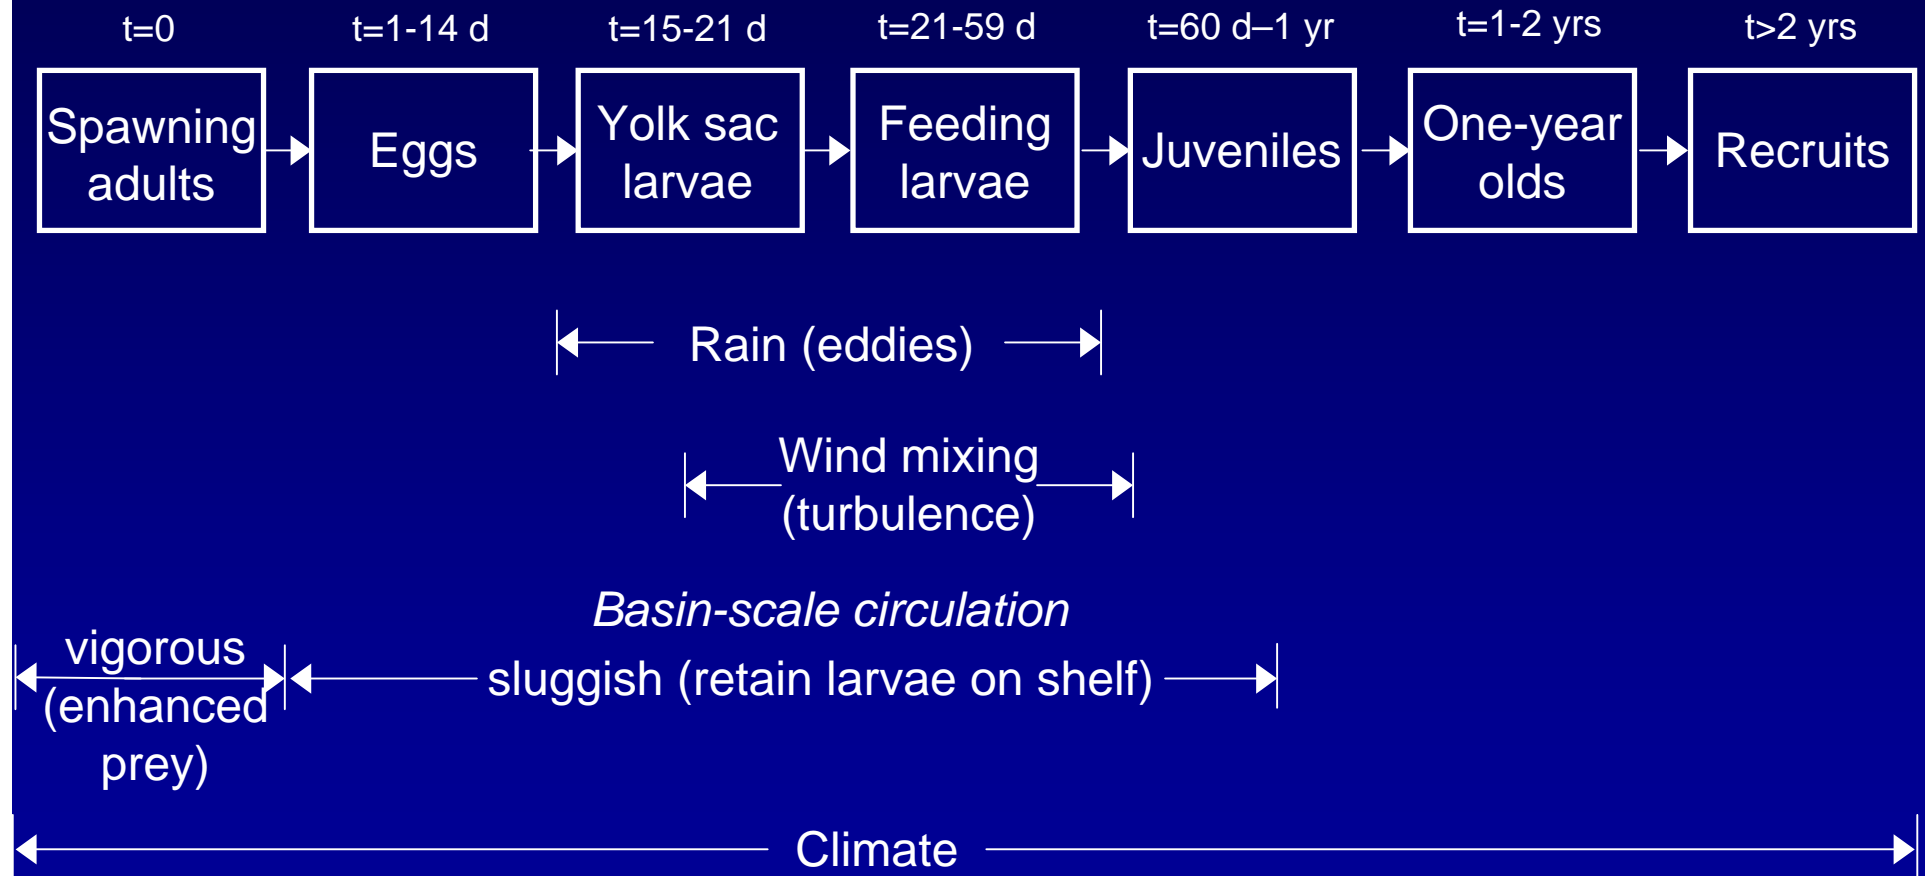 t=0
t=1-14 d
t=15-21 d
t=21-59 d
t=60 d–1 yr
t=1-2 yrs
t>2 yrs
Spawning
adults
Eggs
Yolk sac
larvae
Feeding
larvae
Juveniles
One-year
olds
Recruits
Rain (eddies)
Wind mixing
(turbulence)
Basin-scale circulation
vigorous
(enhanced
prey)
sluggish (retain larvae on shelf)
Climate